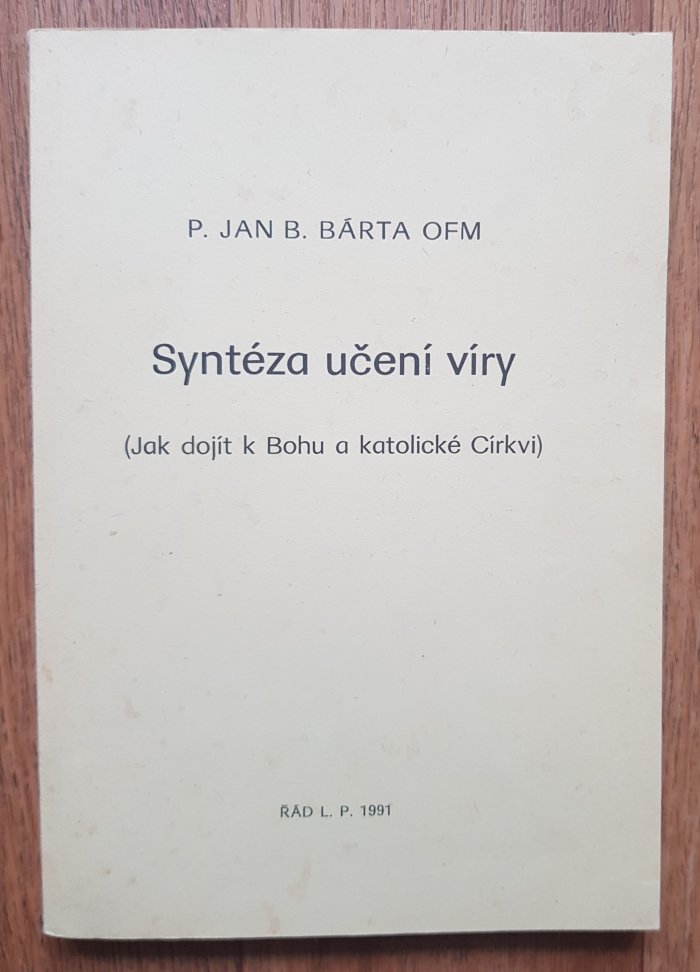 P. JAN B. BÁRTA OFM
Syntéza učení víry
(Jak dojít k Bohu a katolické Církvi)
ŘÁD L. P. 1991